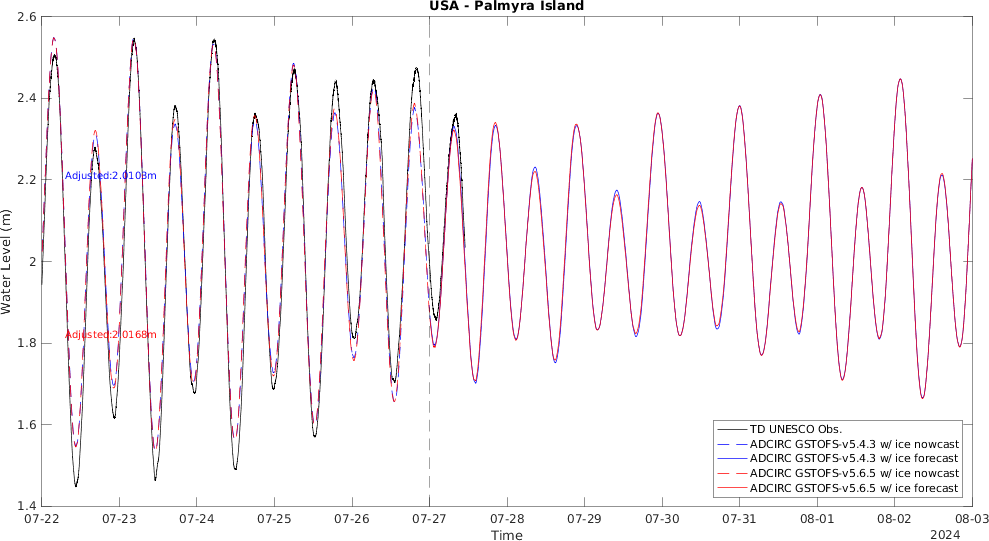 USA - Palmyra Island
2.6
2.4
2.2
2
1.8
1.6
1.4
Water Level (m)
Adjusted:2.0103m
Adjusted:2.0168m
TD UNESCO Obs.
ADCIRC GSTOFS-v5.4.3 w/ ice nowcast
ADCIRC GSTOFS-v5.4.3 w/ ice forecast
ADCIRC GSTOFS-v5.6.5 w/ ice nowcast
ADCIRC GSTOFS-v5.6.5 w/ ice forecast
07-22 07-23 07-24 07-25 07-26 07-27 07-28 07-29 07-30 07-31 08-01 08-02 08-03
Time
2024